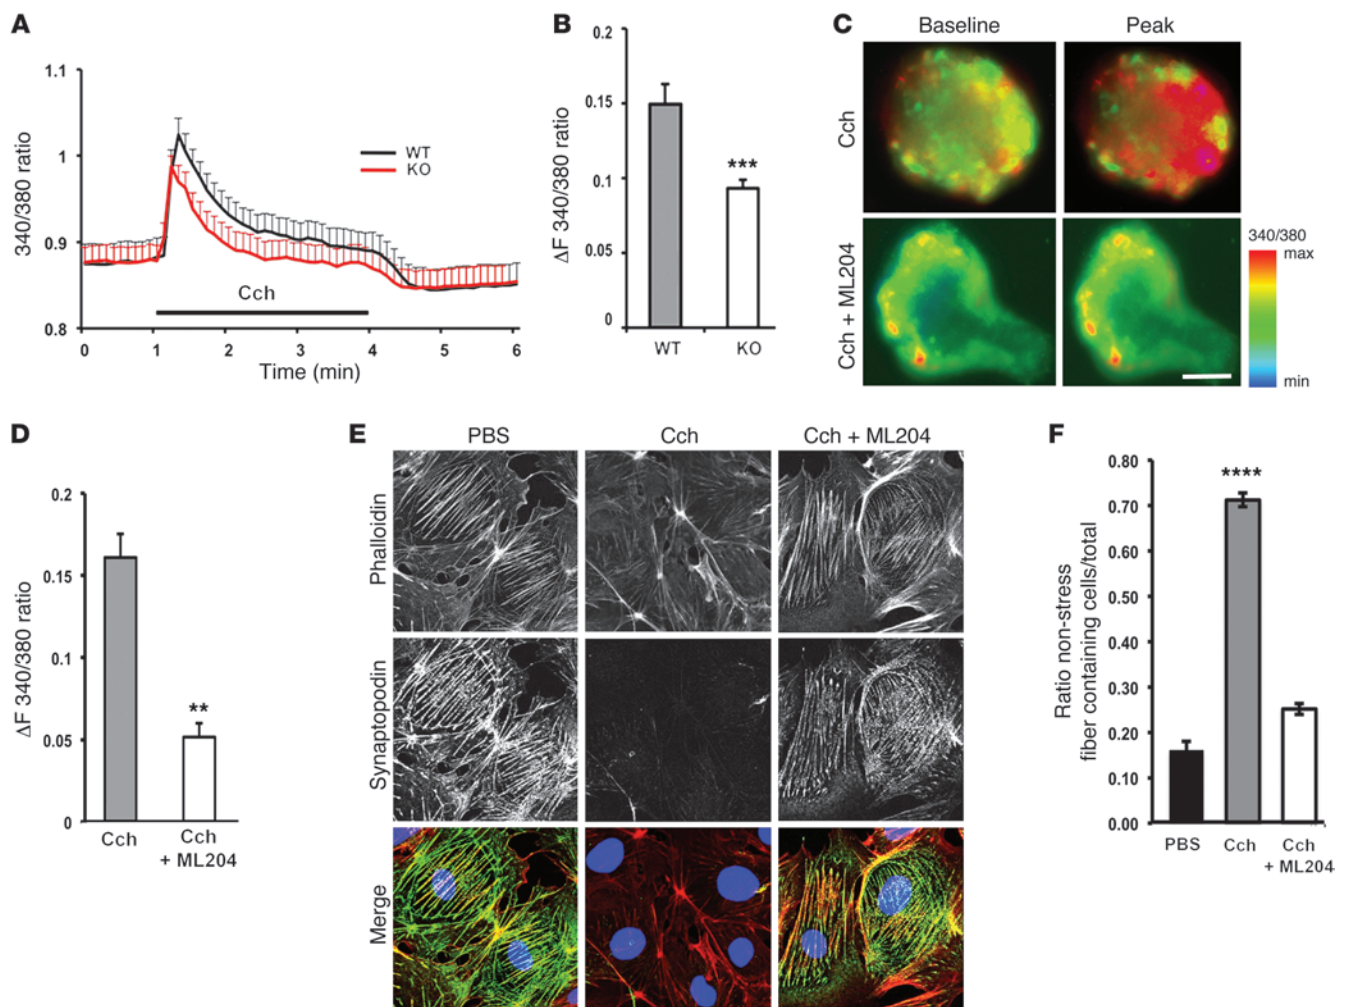 A
340/380 ratio
1.1
1
0.9
0.8
WT
KO
Cch
0
1
2
3
4
5
6
Time (min)
B
ΔF 340/380 ratio
0.2
0.15
0.1
0.05
0
***
WT
KO
C
Baseline
Peak
Cch
Cch + ML204
340/380
max
min
D
ΔF 340/380 ratio
0.2
0.15
0.1
0.05
0
**
Cch
Cch
+ ML204
E
PBS
Cch
Cch + ML204
Phalloidin
Synaptopodin
Merge
F
Ratio non-stress
fiber containing cells/total
0.80
0.70
0.60
0.50
0.40
0.30
0.20
0.10
0.00
****
PBS
Cch
Cch
+ ML204